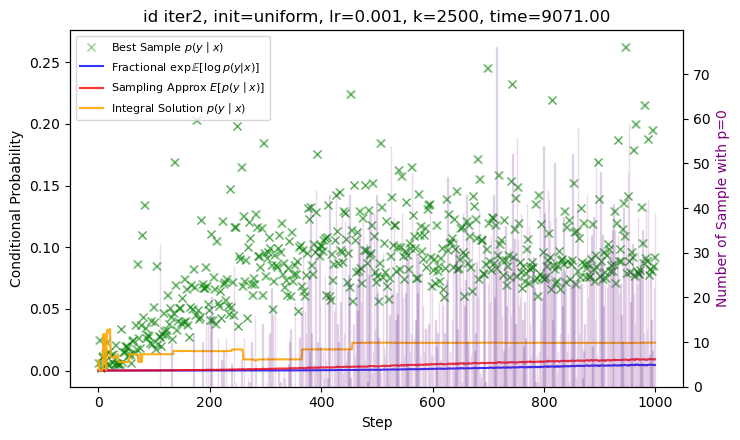 id iter2, init=uniform, lr=0.001, k=2500, time=9071.00
Best Sample p(y | x)
Fractional exp𝔼[log p(y|x)]
Sampling Approx E[p(y | x)]
Integral Solution p(y | x)
Conditional Probability
0.25
0.20
0.15
0.10
0.05
0.00
70
60
50
40
30
20
10
0
Number of Sample with p=0
0 200 400 600 800 1000
Step